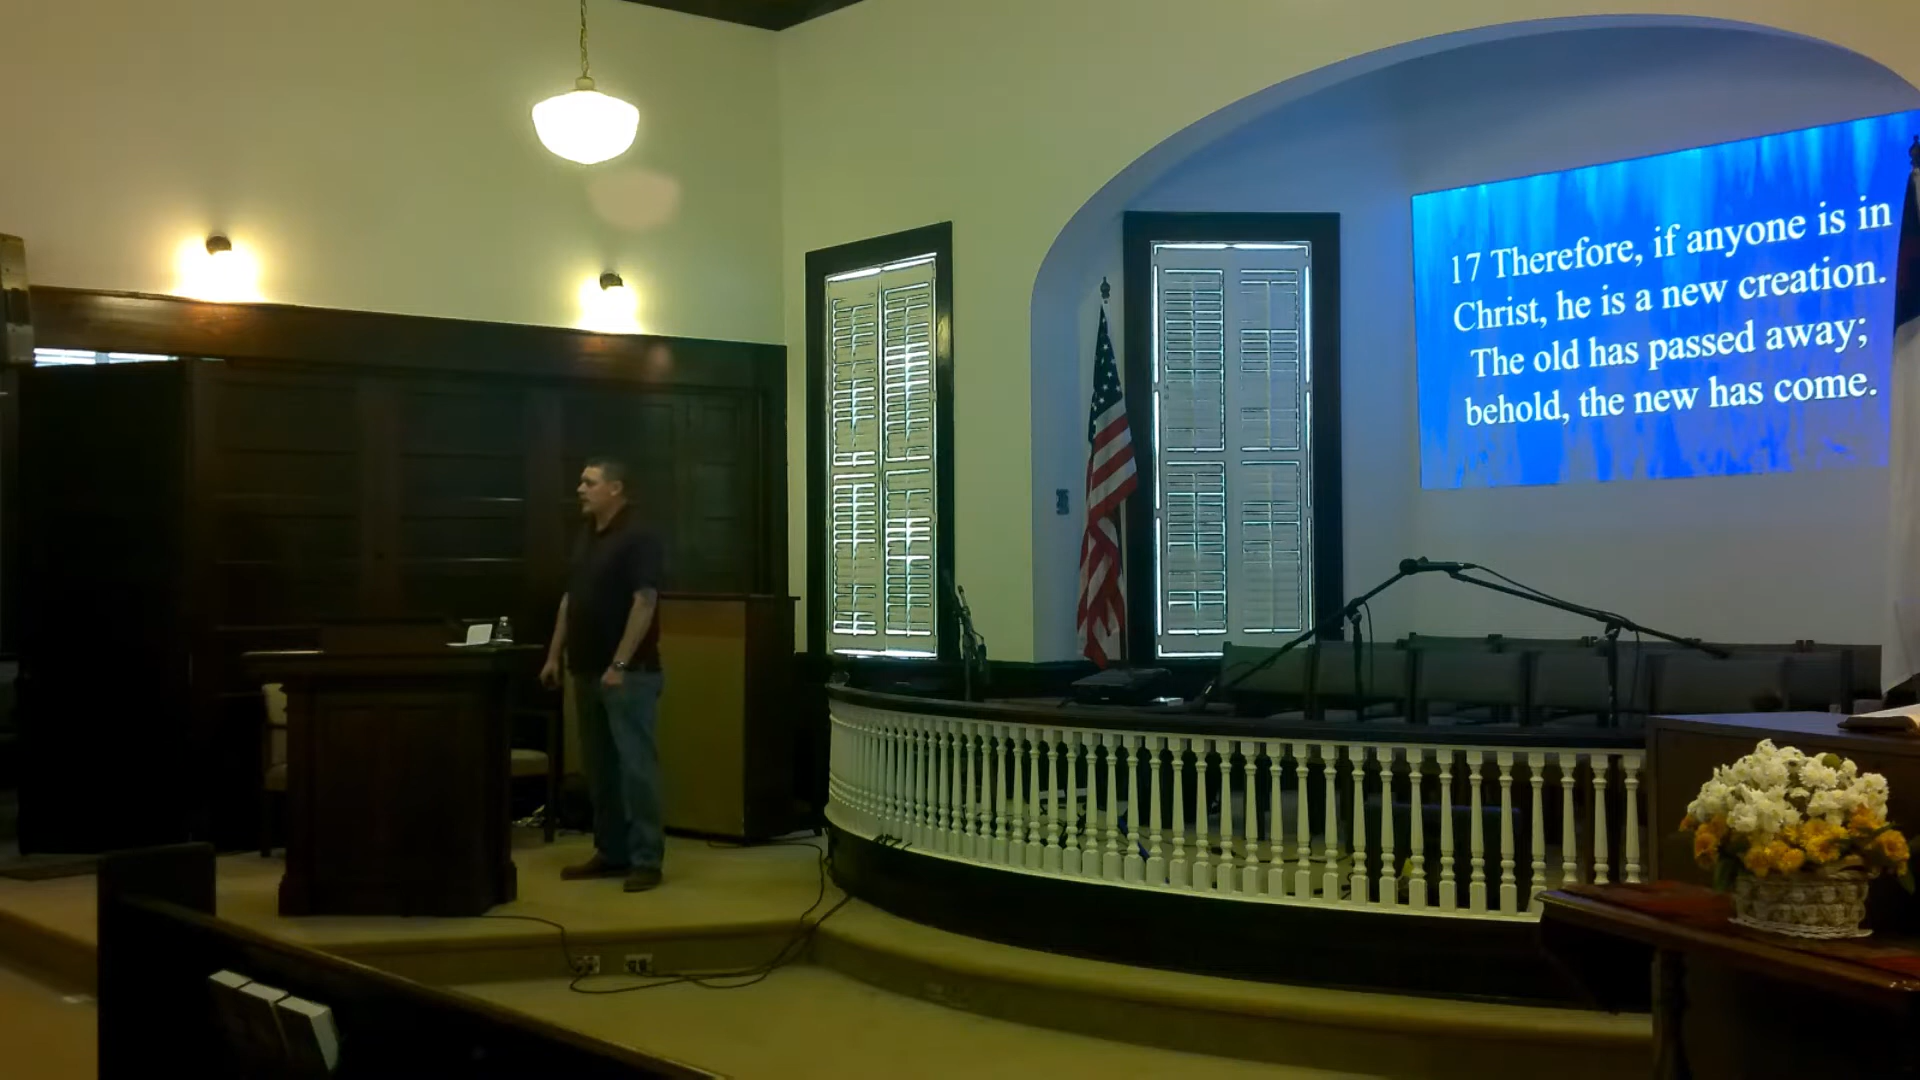 17 Therefore, if anyone is in
Christ, he is a new creation.
The old has passed away;
behold, the new has come.